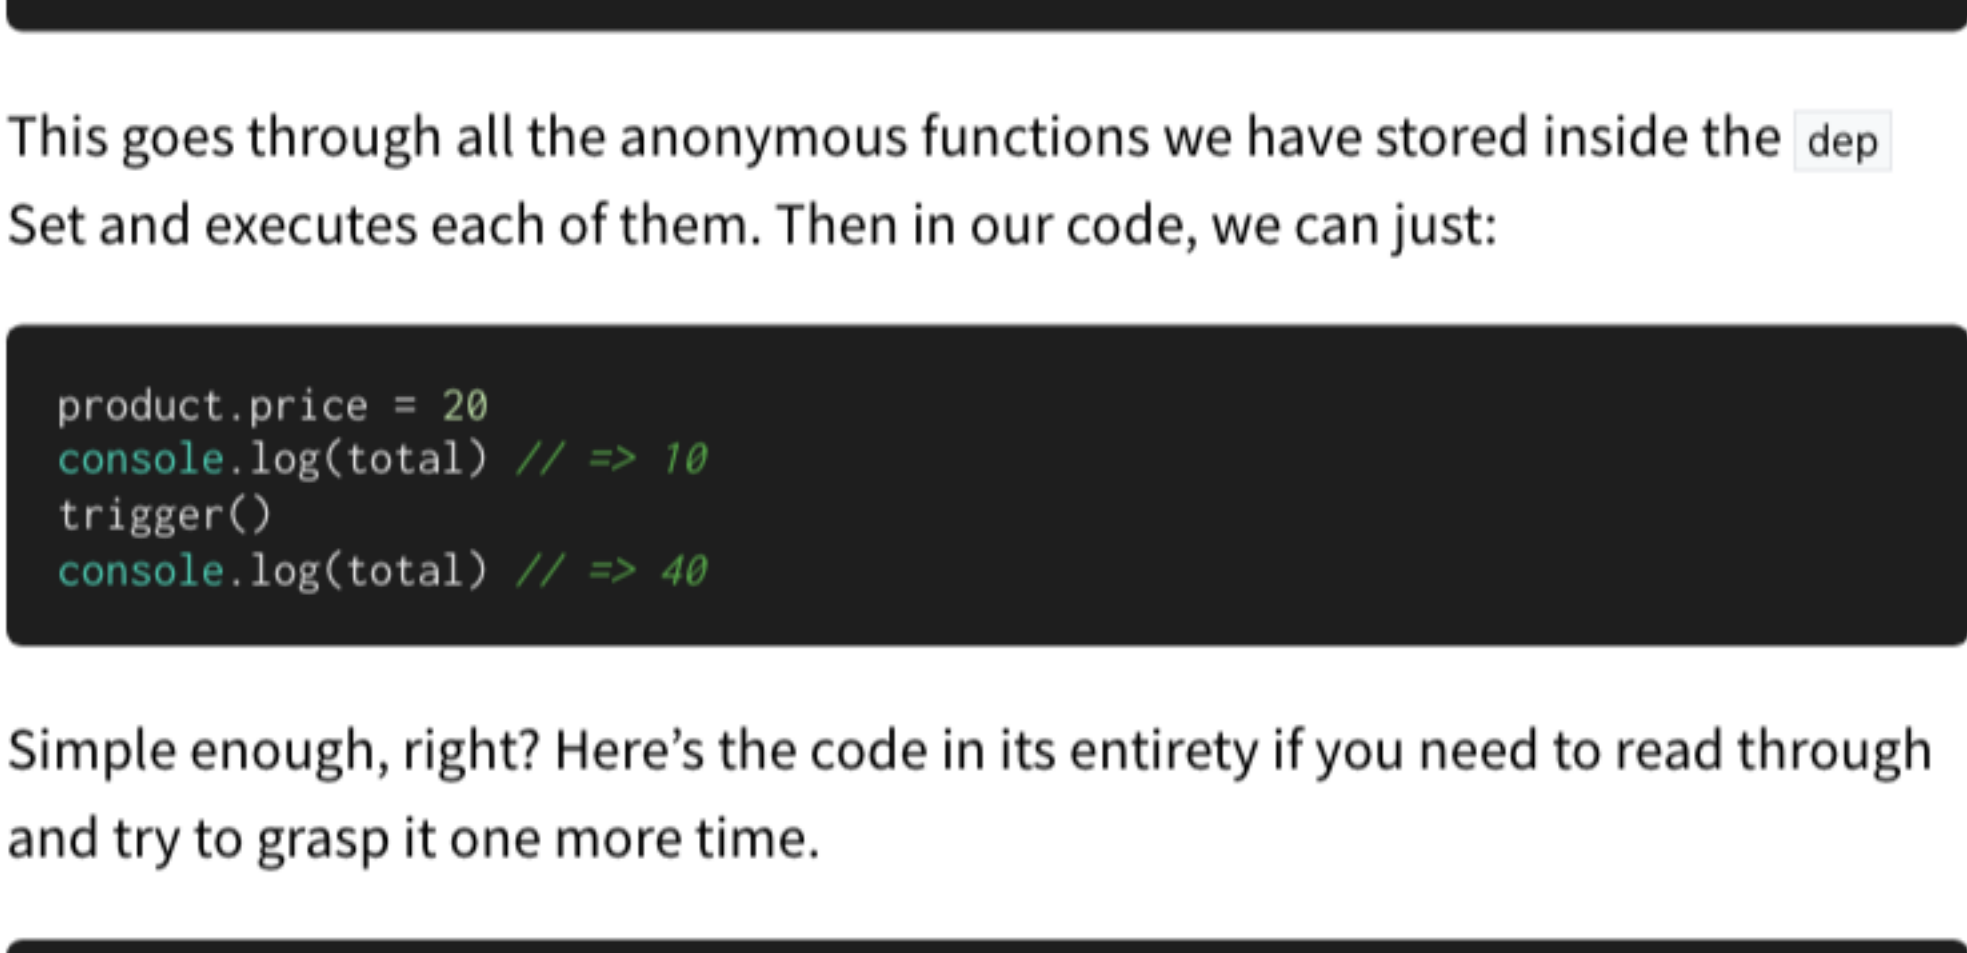 This goes through all the anonymous functions we have stored inside the dep
Set and executes each of them. Then in our code, we can just:
product.price = 20
console.log(total) // => 10
trigger()
console.log(total) // => 40
Simple enough, right? Here’s the code in its entirety if you need to read through
and try to grasp it one more time.